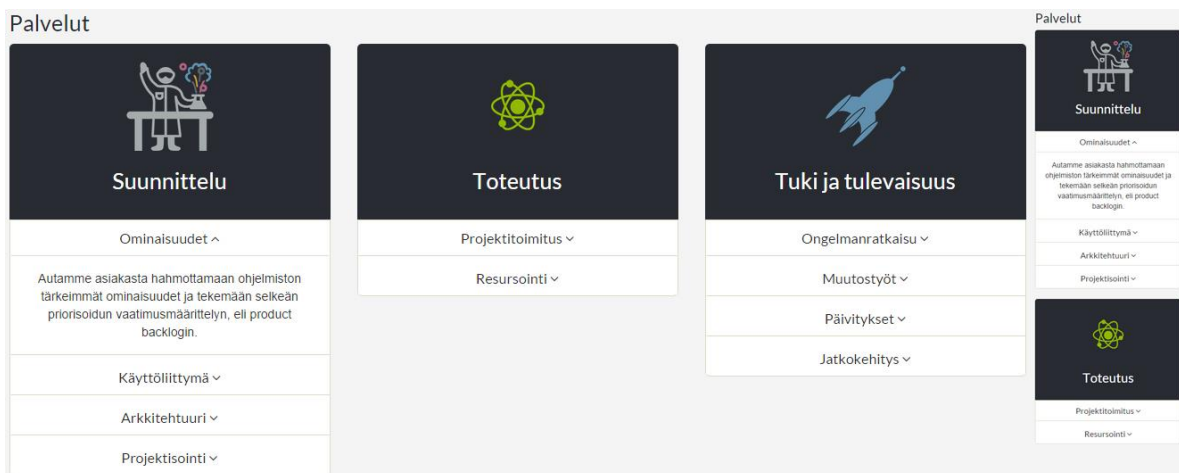 Palvelut
Suunnittelu
Ominaisuudet
Autamme asiakasta hahmottamaan ohjelmiston
tärkeimmät ominaisuudet ja tekemään selkeän
priorisoidun vaatimusmäärittelyn, eli product
backlogin.
Käyttöliittymä
Arkkitehtuuri
Projektisointi
Toteutus
Projektitoimitus
Resursointi
Tuki ja tulevaisuus
Ongelmanratkaisu
Muutostyöt
Päivitykset
Jatkokehitys
Palvelut
Suunnittelu
Ominaisuudet
Autamme asiakasta hahmottamaan
ohjelmiston tärkeimmät ominaisuudet ja
tekemään selkeän priorisoidun
vaatimusmäärittelyn, eli product
backlogin.
Käyttöliittymä
Arkkitehtuuri
Projektisointi
Toteutus
Projektitoimitus
Resursointi